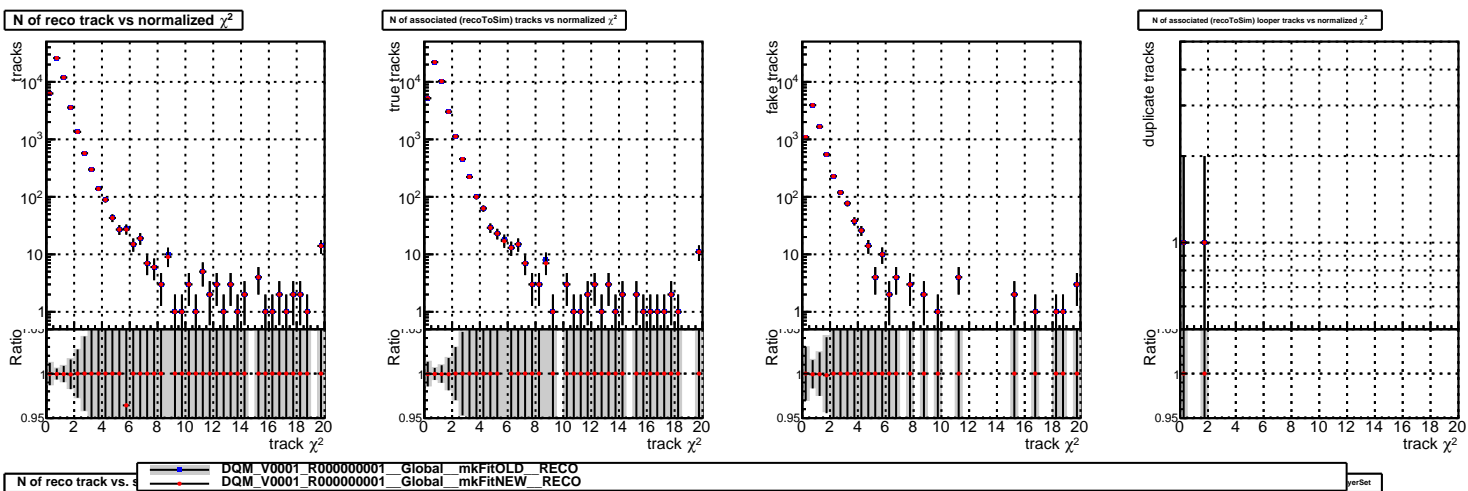 N of reco track vs normalized χ²
N of associated (recoToSim) tracks vs normalized χ²
N of associated (recoToSim) looper tracks vs normalized χ²
tracks
10⁴
10³
10²
10
1
Ratio
1
0.95
0 2 4 6 8 10 12 14 16 18 20
track χ²
true tracks
10⁴
10³
10²
10
1
Ratio
1
0.95
0 2 4 6 8 10 12 14 16 18 20
track χ²
fake tracks
10⁴
10³
10²
10
1
Ratio
1
0.95
0 2 4 6 8 10 12 14 16 18 20
track χ²
duplicate tracks
1
Ratio
1
0.95
0 2 4 6 8 10 12 14 16 18 20
track χ²
DQM_V0001_R000000001__Global__mkFitOLD__RECO
DQM_V0001_R000000001__Global__mkFitNEW__RECO
N of reco track vs.